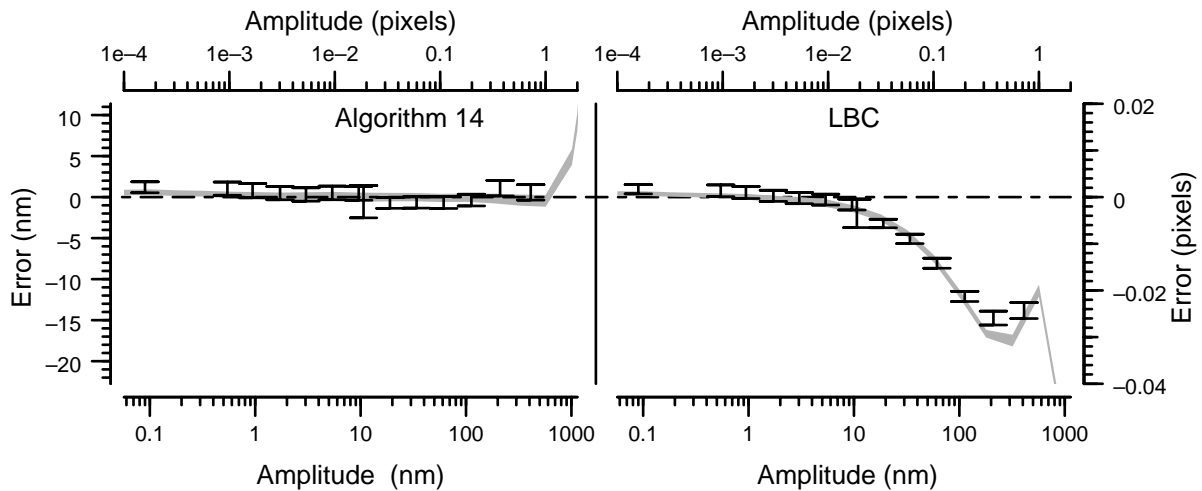 Amplitude (pixels) Amplitude (pixels)
1e–4 1e–3 1e–2 0.1 1 1e–4 1e–3 1e–2 0.1 1
Algorithm 14 LBC
10
5
0
–5
–10
–15
–20
Error (nm)
0.02
0
–0.02
–0.04
Error (pixels)
0.1 1 10 100 1000 0.1 1 10 100 1000
Amplitude (nm) Amplitude (nm)